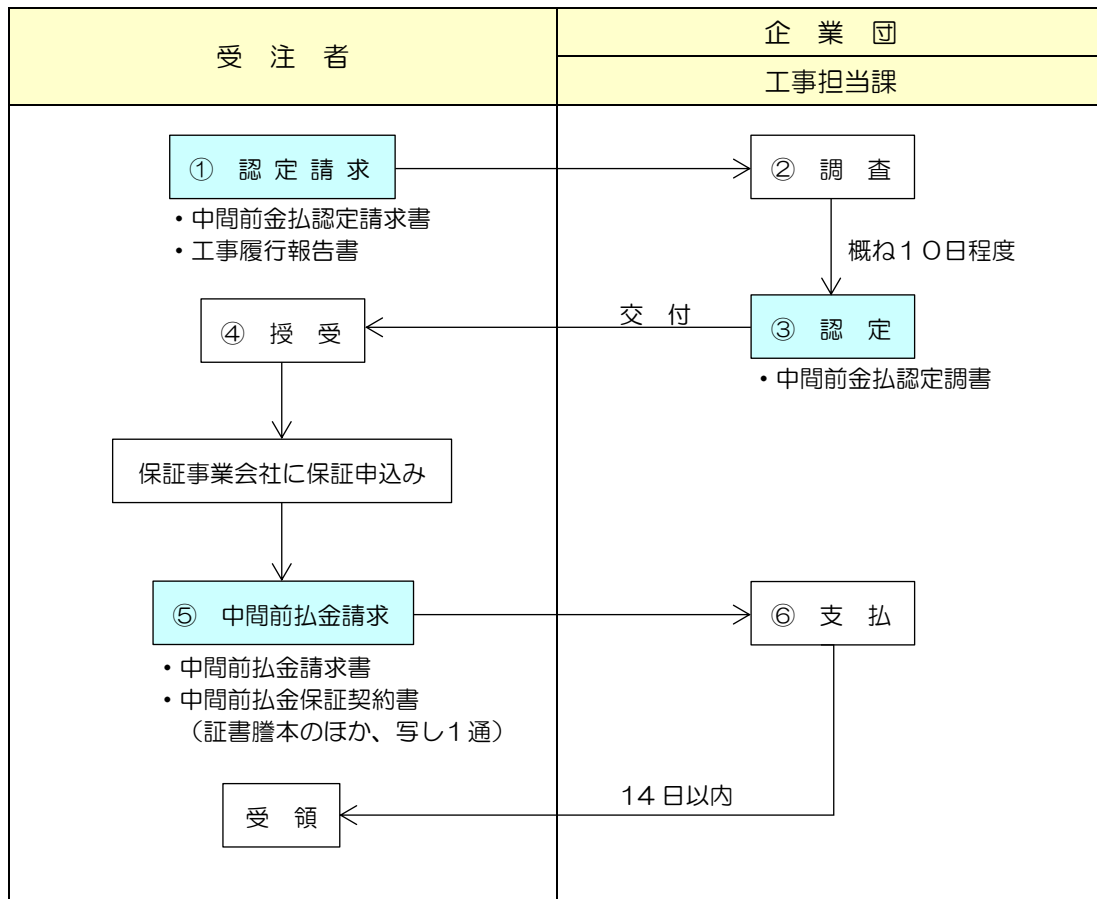 受 注 者
企 業 団
工事担当課
① 認 定 請 求
② 調 査
・中間前金払認定請求書
・工事履行報告書
概ね１０日程度
交 付
③ 認 定
④ 授 受
・中間前金払認定調書
保証事業会社に保証申込み
⑤ 中間前払金請求
⑥ 支 払
・中間前払金請求書
・中間前払金保証契約書
（証書謄本のほか、写し１通）
14 日以内
受 領